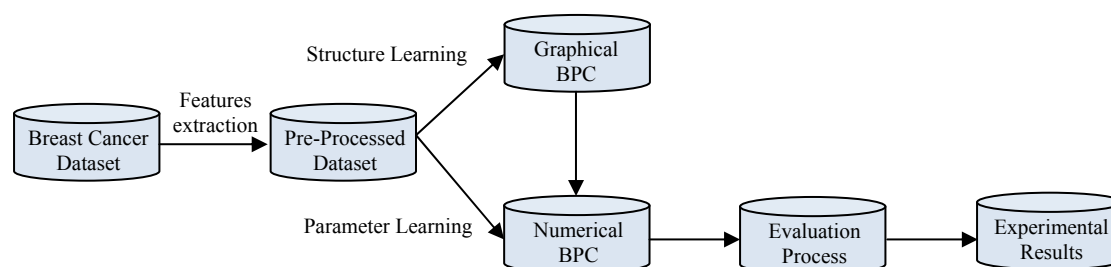 Structure Learning
Graphical
BPC
Features
extraction
Breast Cancer
Dataset
Pre-Processed
Dataset
Parameter Learning
Numerical
BPC
Evaluation
Process
Experimental
Results